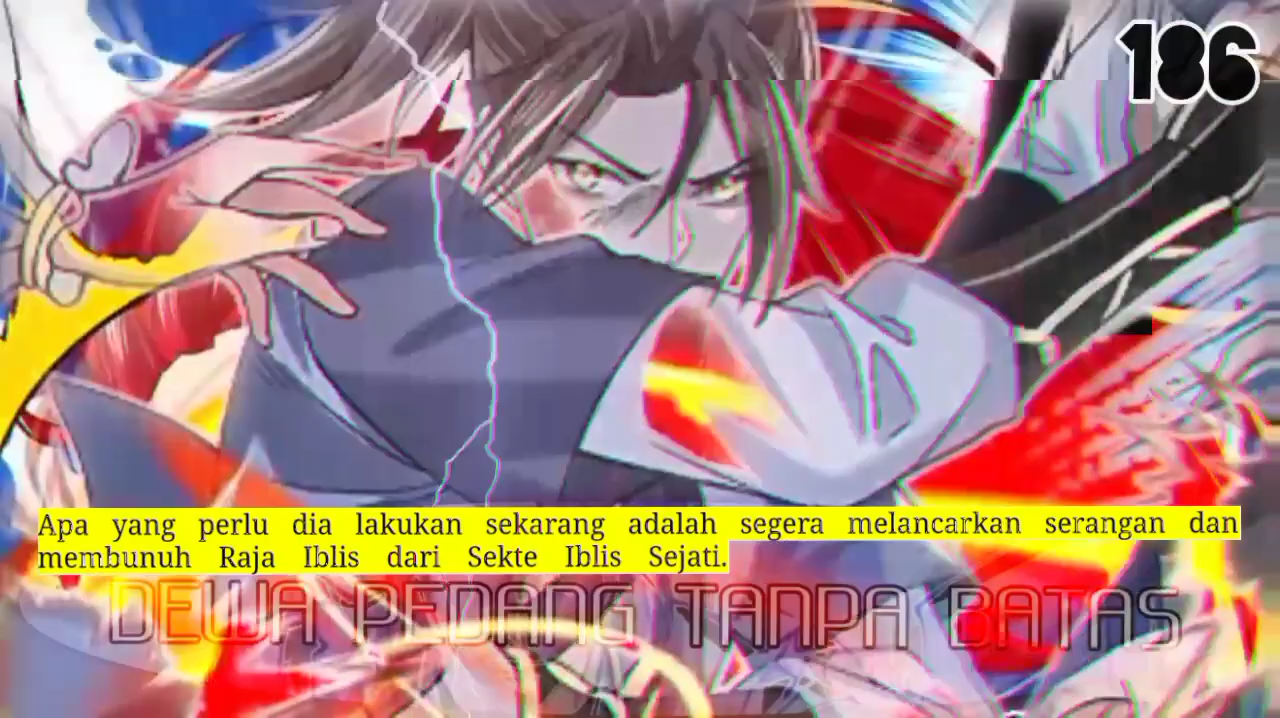 186
Apa yang perlu dia lakukan sekarang adalah segera melancarkan serangan dan
membunuh Raja Iblis dari Sekte Iblis Sejati.
DEWA PEDANG TANPA BATAS